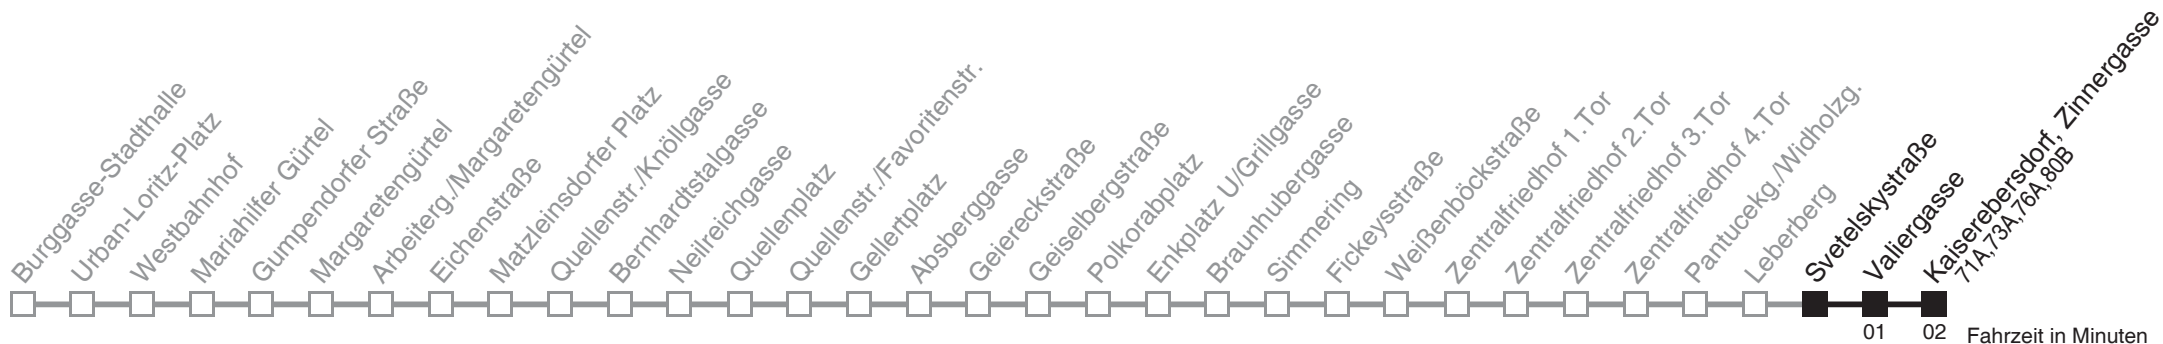 Burggasse-Stadthalle
Urban-Loritz-Platz
Westbahnhof
Mariahilfer Gürtel
Gumpendorfer Straße
Margaretengürtel
Arbeiterg./Margaretengürtel
Eichenstraße
Matzleinsdorfer Platz
Quellenstr./Knöllgasse
Bernhardtstalgasse
Neilreichgasse
Quellenplatz
Quellenstr./Favoritenstr.
Gellertplatz
Absberggasse
Geiereckstraße
Geiselbergstraße
Polkorabplatz
Enkplatz U/Grillgasse
Braunhubergasse
Simmering
Fickeysstraße
Weißenböckstraße
Zentralfriedhof 1.Tor
Zentralfriedhof 2.Tor
Zentralfriedhof 3.Tor
Zentralfriedhof 4.Tor
Pantucekg./Widholzg.
Leberberg
Svetelskystraße
Valiergasse
Kaiserebersdorf, Zinnergasse
71A,73A,76A,80B
01
02
Fahrzeit in Minuten